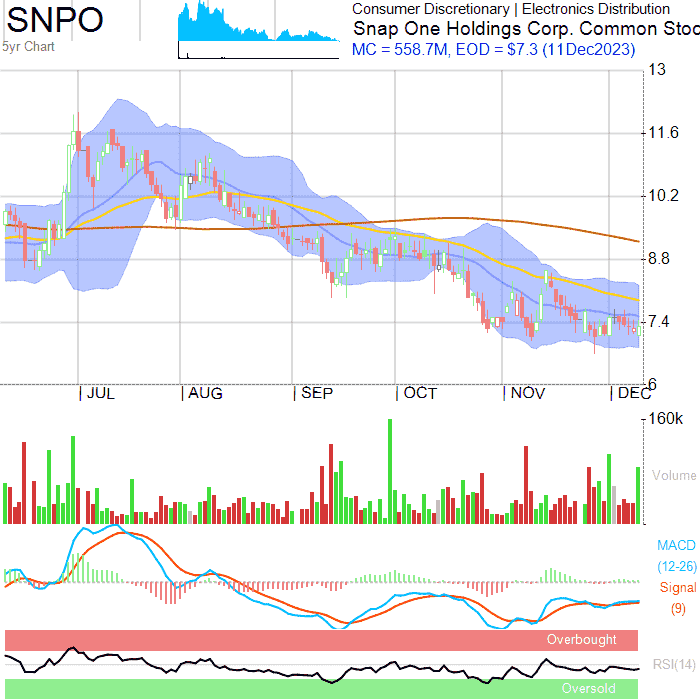 SNPO
5yr Chart
Consumer Discretionary | Electronics Distribution
Snap One Holdings Corp. Common Stoc
MC = 558.7M, EOD = $7.3 (11Dec2023)
13
11.6
10.2
8.8
7.4
6
JUL AUG SEP OCT NOV DEC
160k
Volume
MACD
(12-26)
Signal
(9)
Overbought
RSI(14)
Oversold